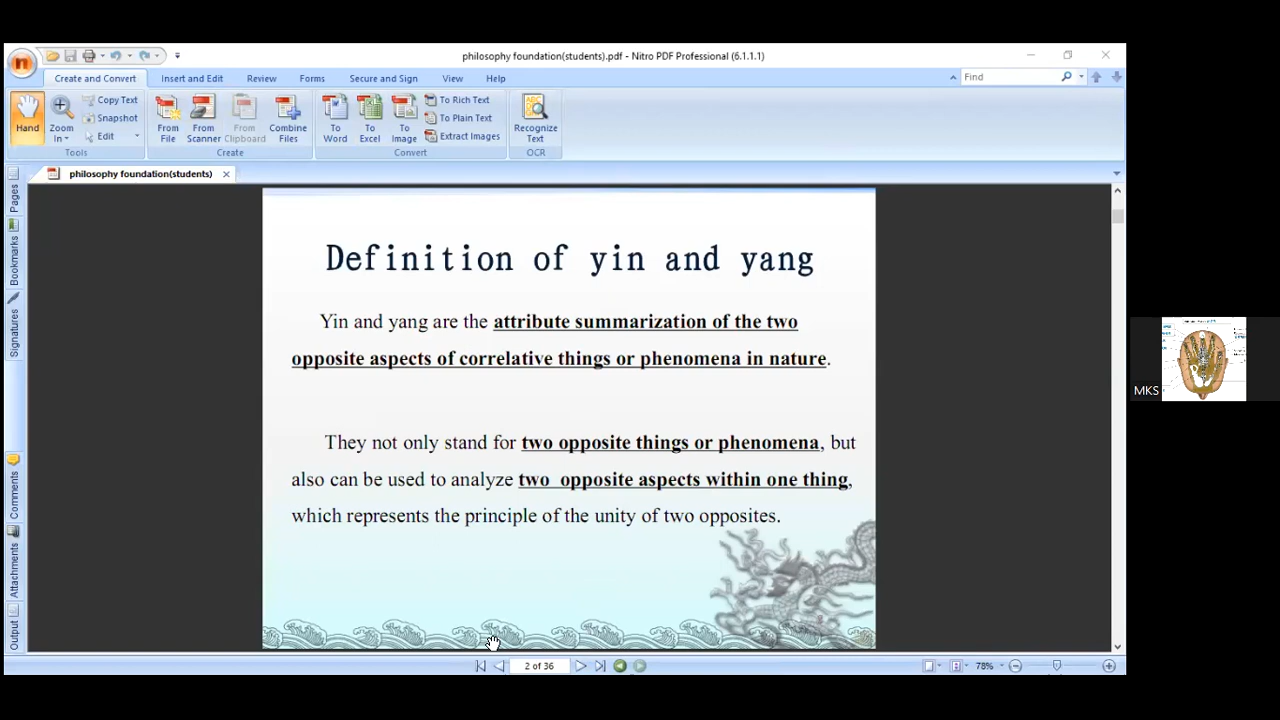 philosophy foundation(students).pdf - Nitro PDF Professional (6.1.1.1)
Create and Convert Insert and Edit Review Forms Secure and Sign View Help Find
Hand Zoom In Copy Text Snapshot Edit From File From Scanner From Clipboard Combine Files To Word To Excel To Image To Rich Text To Plain Text Extract Images Recognize Text
Tools Create Convert OCR
philosophy foundation(students)
Pages
Bookmarks
Signatures
Comments
Attachments
Output
Definition of yin and yang
Yin and yang are the attribute summarization of the two
opposite aspects of correlative things or phenomena in nature.
They not only stand for two opposite things or phenomena, but
also can be used to analyze two opposite aspects within one thing,
which represents the principle of the unity of two opposites.
2 of 36
78%
MKS